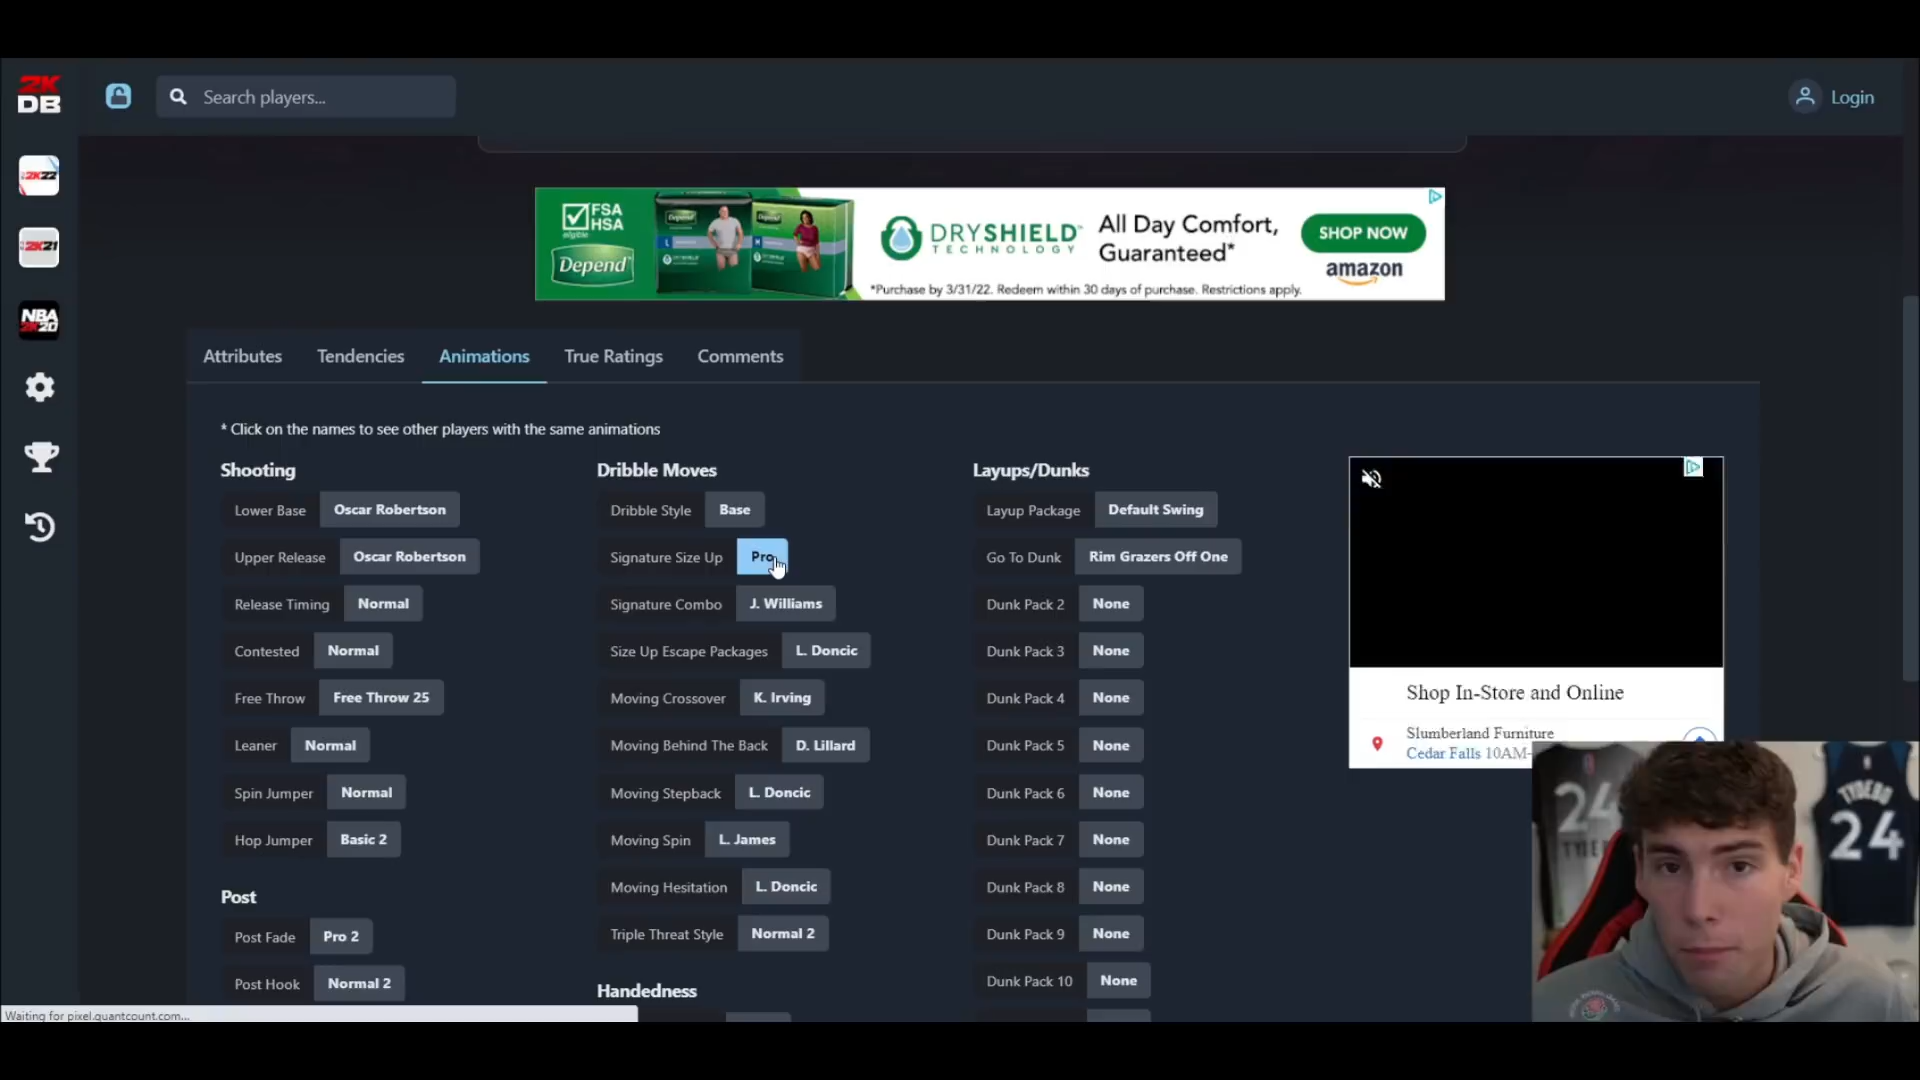 2K
DB
Search players...
Login
2K22
2K21
NBA
2K20
FSA
HSA
eligible
Depend
DRYSHIELD
TECHNOLOGY
All Day Comfort,
Guaranteed*
SHOP NOW
amazon
*Purchase by 3/31/22. Redeem within 30 days of purchase. Restrictions apply.
Attributes Tendencies Animations True Ratings Comments
* Click on the names to see other players with the same animations
Shooting
Lower Base Oscar Robertson
Upper Release Oscar Robertson
Release Timing Normal
Contested Normal
Free Throw Free Throw 25
Leaner Normal
Spin Jumper Normal
Hop Jumper Basic 2
Post
Post Fade Pro 2
Post Hook Normal 2
Dribble Moves
Dribble Style Base
Signature Size Up Pro
Signature Combo J. Williams
Size Up Escape Packages L. Doncic
Moving Crossover K. Irving
Moving Behind The Back D. Lillard
Moving Stepback L. Doncic
Moving Spin L. James
Moving Hesitation L. Doncic
Triple Threat Style Normal 2
Handedness
Layups/Dunks
Layup Package Default Swing
Go To Dunk Rim Grazers Off One
Dunk Pack 2 None
Dunk Pack 3 None
Dunk Pack 4 None
Dunk Pack 5 None
Dunk Pack 6 None
Dunk Pack 7 None
Dunk Pack 8 None
Dunk Pack 9 None
Dunk Pack 10 None
Shop In-Store and Online
Slumberland Furniture
Cedar Falls 10AM-
24
TYDEBO
24
Waiting for pixel.quantcount.com...